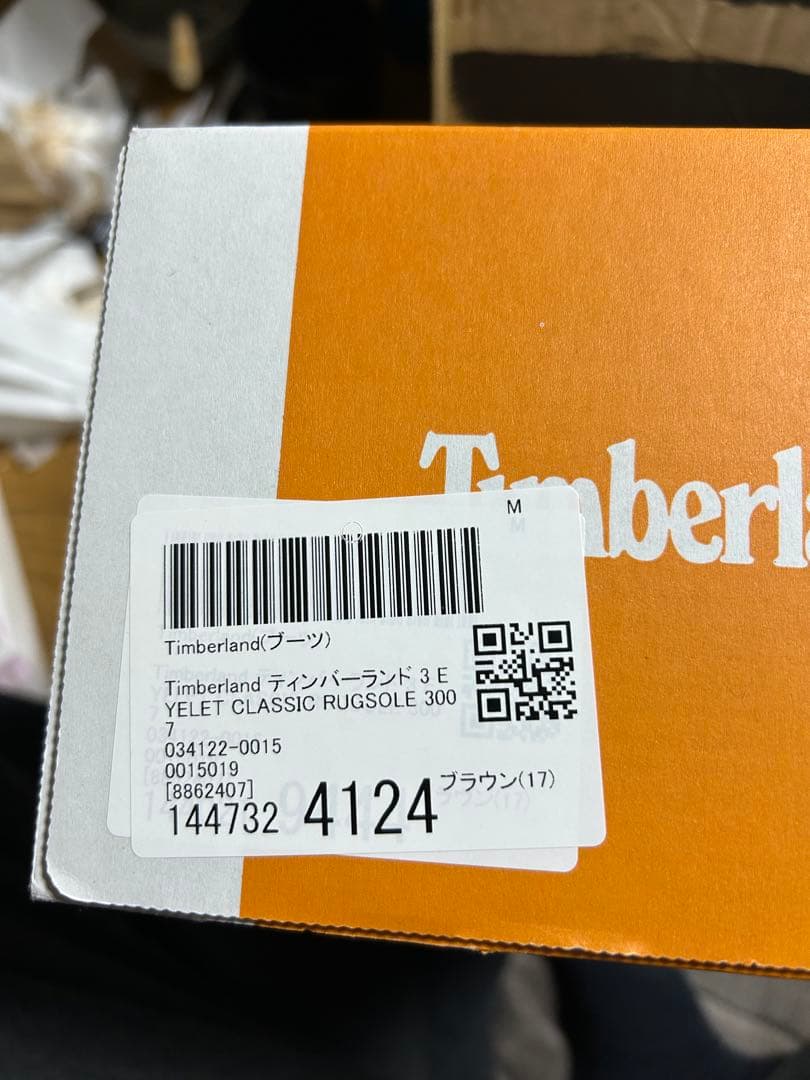 Timberl
M
Timberland(ブーツ)
Timberland ティンバーランド 3 E
YELET CLASSIC RUGSOLE 300
7
034122-0015
0015019
[8862407]
ブラウン(17)
144732 4124